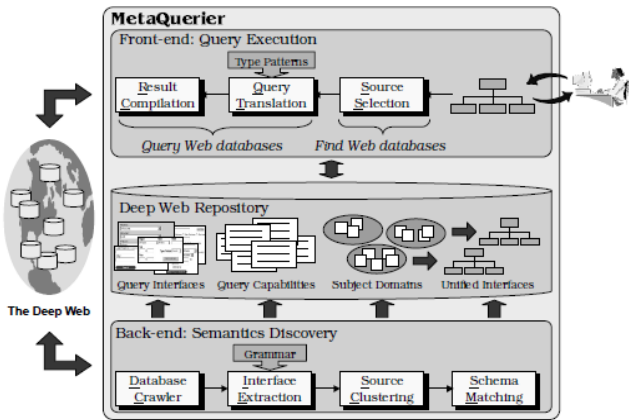 MetaQuerier
Front-end: Query Execution
Type Patterns
Result
Compilation
Query
Translation
Source
Selection
Query Web databases
Find Web databases
Deep Web Repository
Query Interfaces
Query Capabilities
Subject Domains
Unified Interfaces
The Deep Web
Back-end: Semantics Discovery
Grammar
Database
Crawler
Interface
Extraction
Source
Clustering
Schema
Matching